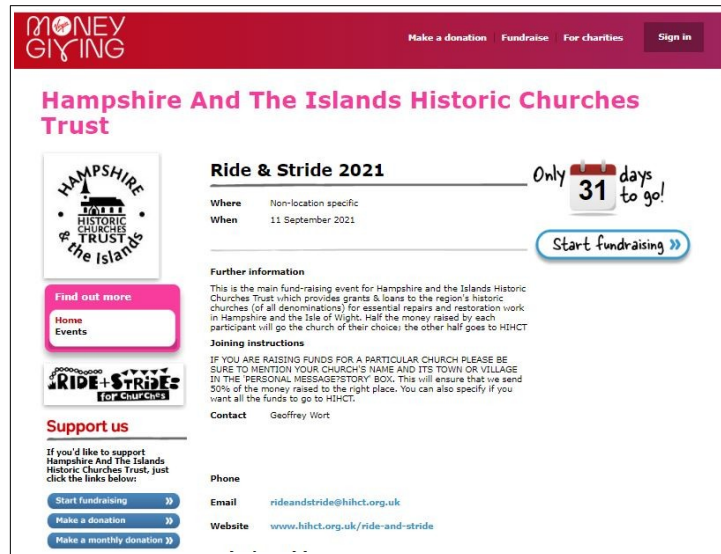 MONEY
GIVING
Virgin
Make a donation Fundraise For charities Sign in
Hampshire And The Islands Historic Churches
Trust
HAMPSHIRE
HISTORIC
CHURCHES
TRUST
& the Islands
Ride & Stride 2021
Where Non-location specific
When 11 September 2021
Only 31 days
to go!
Start fundraising »
Further information
This is the main fund-raising event for Hampshire and the Islands Historic
Churches Trust which provides grants & loans to the region's historic
churches (of all denominations) for essential repairs and restoration work
in Hampshire and the Isle of Wight. Half the money raised by each
participant will go the church of their choice; the other half goes to HIHCT
Joining instructions
IF YOU ARE RAISING FUNDS FOR A PARTICULAR CHURCH PLEASE BE
SURE TO MENTION YOUR CHURCH'S NAME AND ITS TOWN OR VILLAGE
IN THE 'PERSONAL MESSAGE?STORY' BOX. This will ensure that we send
50% of the money raised to the right place. You can also specify if you
want all the funds to go to HIHCT.
Contact Geoffrey Wort
Phone
Email rideandstride@hihct.org.uk
Website www.hihct.org.uk/ride-and-stride
Find out more
Home
Events
RIDE+STRIDE
for Churches
Support us
If you'd like to support
Hampshire And The Islands
Historic Churches Trust, just
click the links below:
Start fundraising »
Make a donation »
Make a monthly donation »